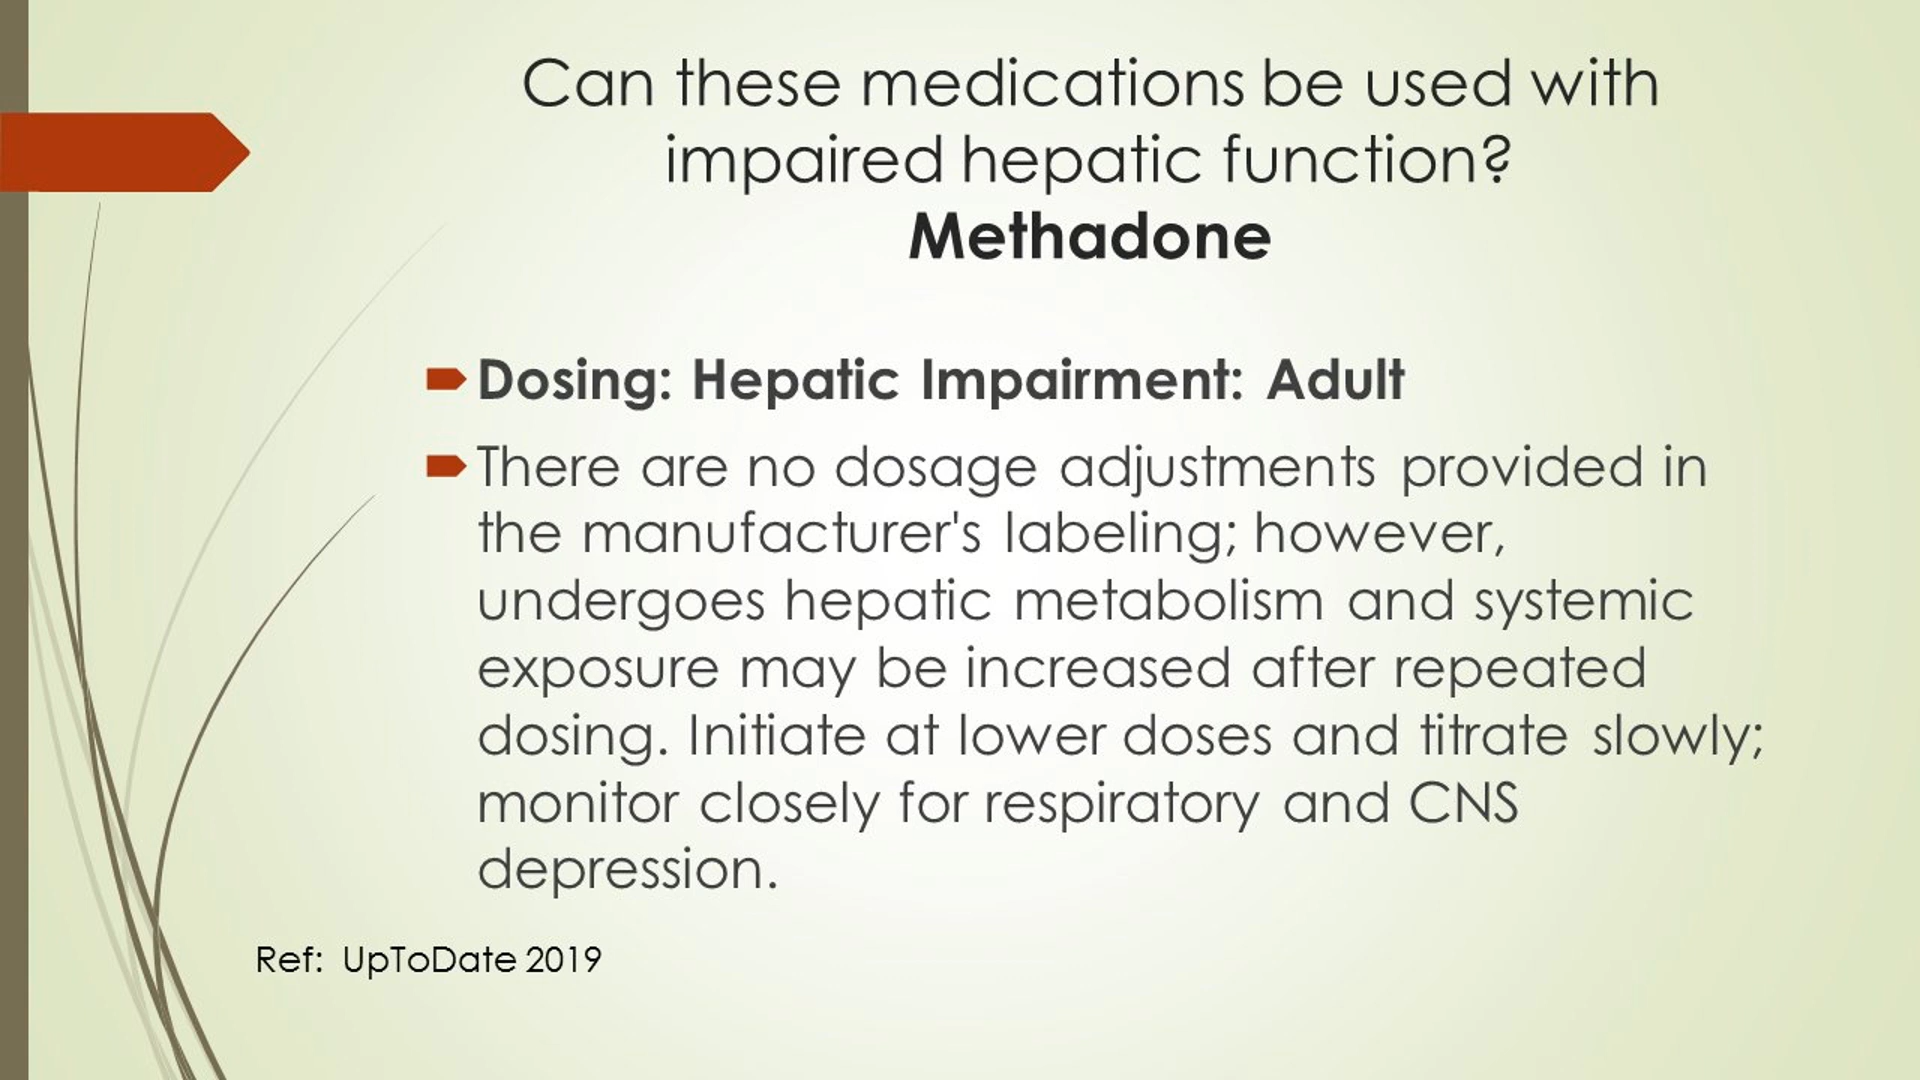 Can these medications be used with
impaired hepatic function?
Methadone
Dosing: Hepatic Impairment: Adult
There are no dosage adjustments provided in
the manufacturer's labeling; however,
undergoes hepatic metabolism and systemic
exposure may be increased after repeated
dosing. Initiate at lower doses and titrate slowly;
monitor closely for respiratory and CNS
depression.
Ref: UpToDate 2019